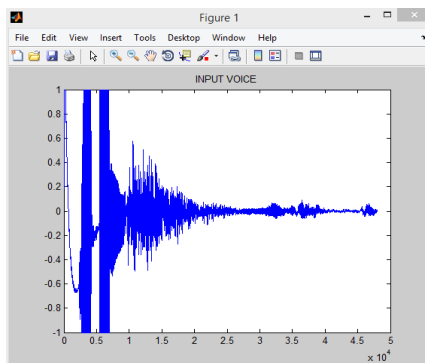 Figure 1
File Edit View Insert Tools Desktop Window Help
INPUT VOICE
1
0.8
0.6
0.4
0.2
0
-0.2
-0.4
-0.6
-0.8
-1
0 0.5 1 1.5 2 2.5 3 3.5 4 4.5 5
x 10^4